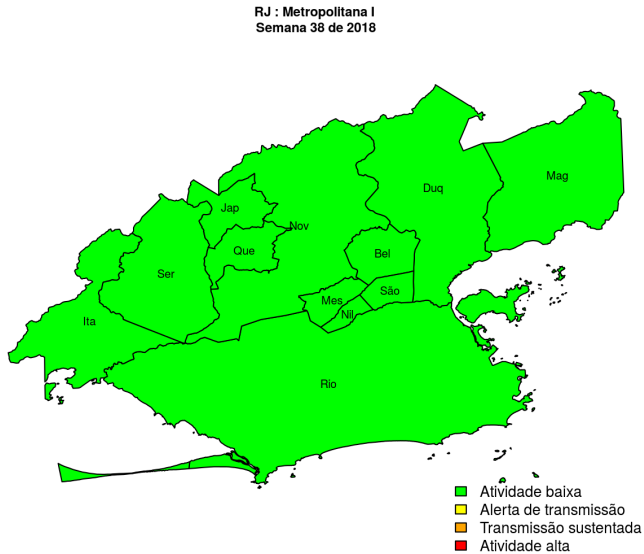 RJ : Metropolitana I
Semana 38 de 2018
Mag
Duq
Jap
Nov
Que
Bel
Ser
São
Mes
Nil
Ita
Rio
Atividade baixa
Alerta de transmissão
Transmissão sustentada
Atividade alta